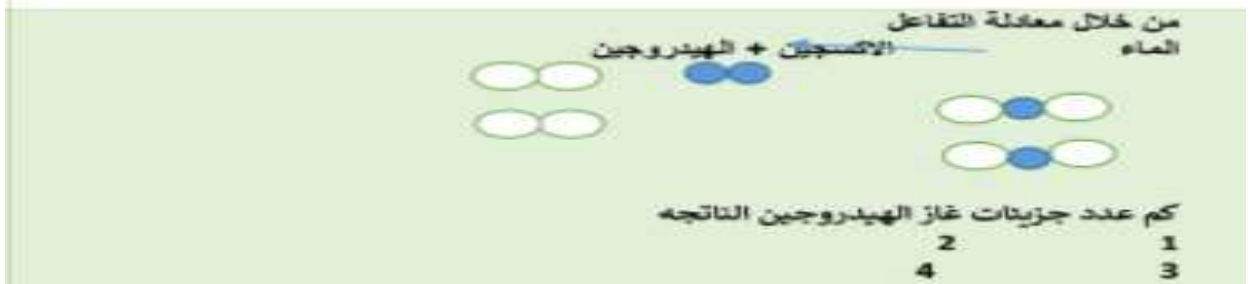 من خلال معادلة التفاعل
الماء الاكسجين + الهيدروجين
كم عدد جزيئات غاز الهيدروجين الناتجه
1 2
3 4